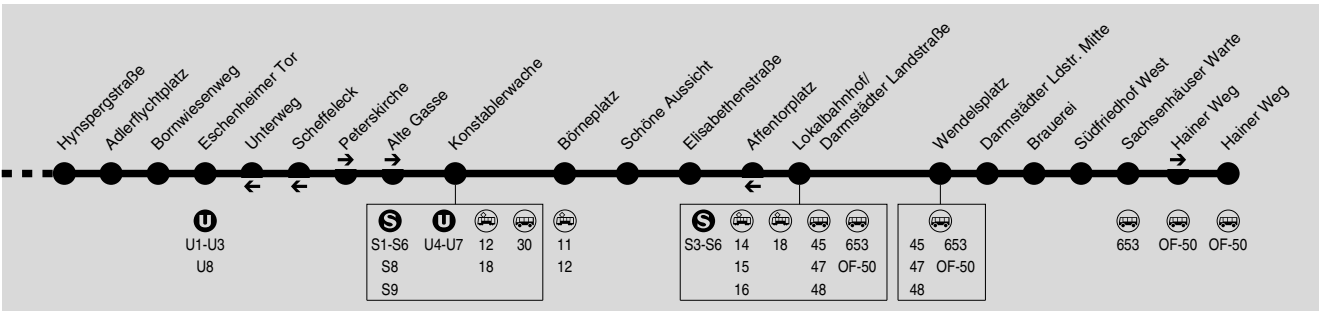 Hynspergstraße
Adlerflychtplatz
Bornwiesenweg
Eschenheimer Tor
Unterweg
Scheffeleck
Peterskirche
Alte Gasse
Konstablerwache
Börneplatz
Schöne Aussicht
Elisabethenstraße
Affentorplatz
Lokalbahnhof/
Darmstädter Landstraße
Wendelsplatz
Darmstädter Ldstr. Mitte
Brauerei
Südfriedhof West
Sachsenhäuser Warte
Hainer Weg
Hainer Weg
U
U1-U3
U8
S U
S1-S6 U4-U7 12 30
S8 18
S9
11
12
S
S3-S6 14 18 45 653
15 47 OF-50
16 48
45 653
47 OF-50
48
653 OF-50 OF-50